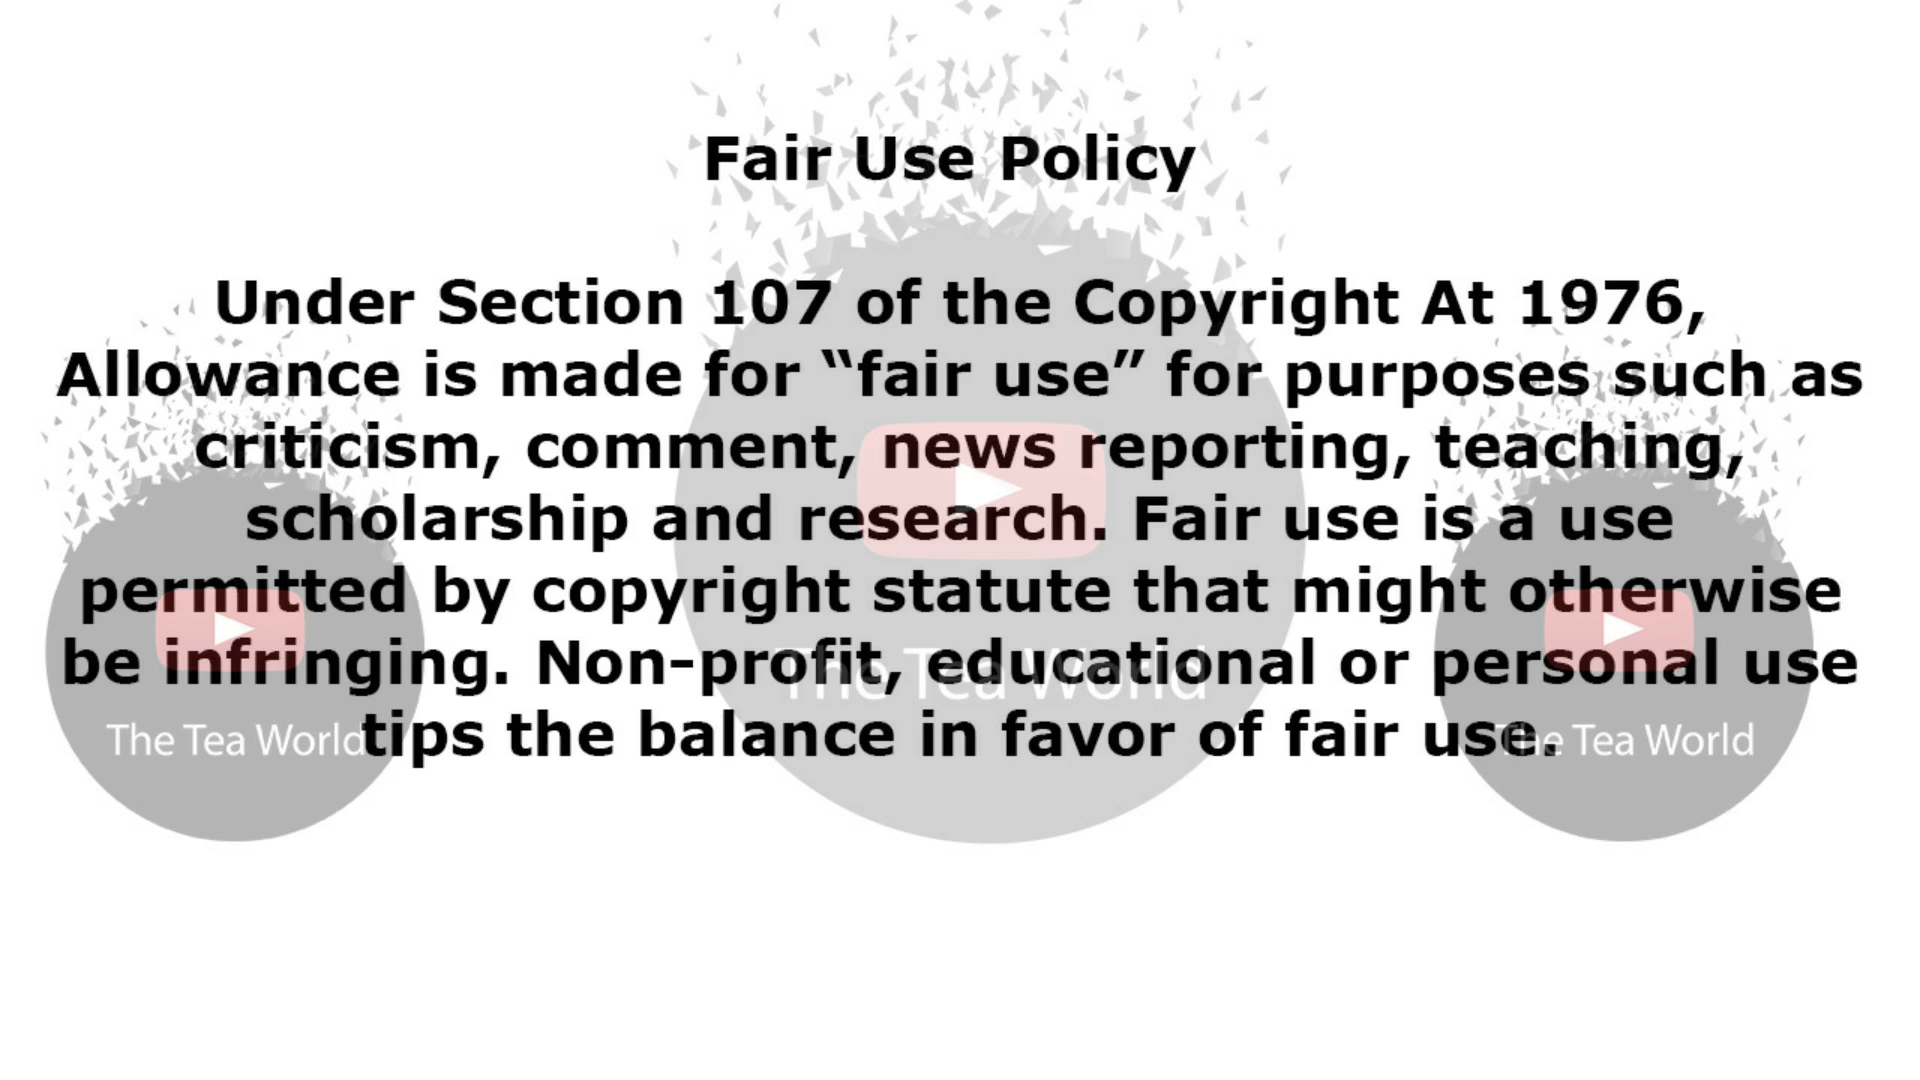 Fair Use Policy
Under Section 107 of the Copyright At 1976,
Allowance is made for “fair use” for purposes such as
criticism, comment, news reporting, teaching,
scholarship and research. Fair use is a use
permitted by copyright statute that might otherwise
be infringing. Non-profit, educational or personal use
tips the balance in favor of fair use.
The Tea World
The Tea World
The Tea World